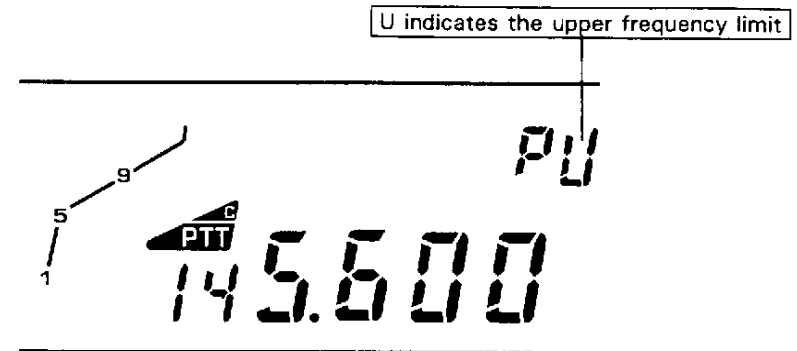 U indicates the upper frequency limit
PU
9
5
C
PTT
1
145.600